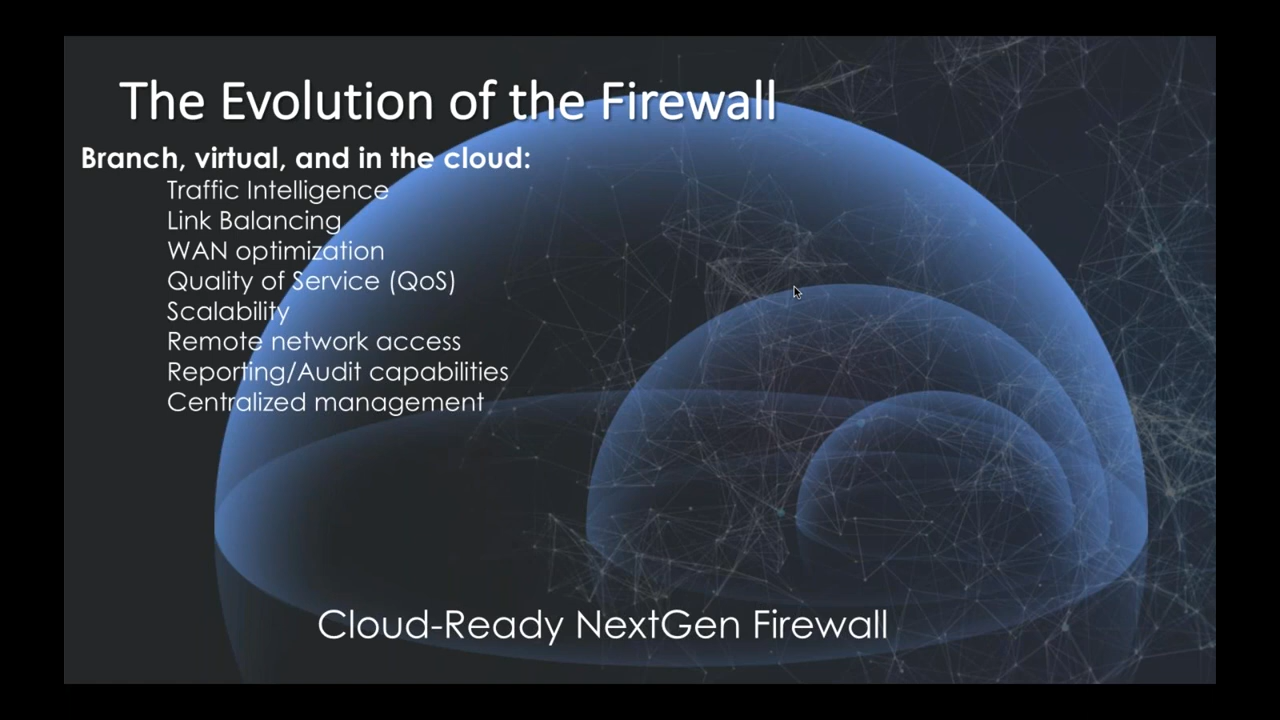 The Evolution of the Firewall
Branch, virtual, and in the cloud:
Traffic Intelligence
Link Balancing
WAN optimization
Quality of Service (QoS)
Scalability
Remote network access
Reporting/Audit capabilities
Centralized management
Cloud-Ready NextGen Firewall